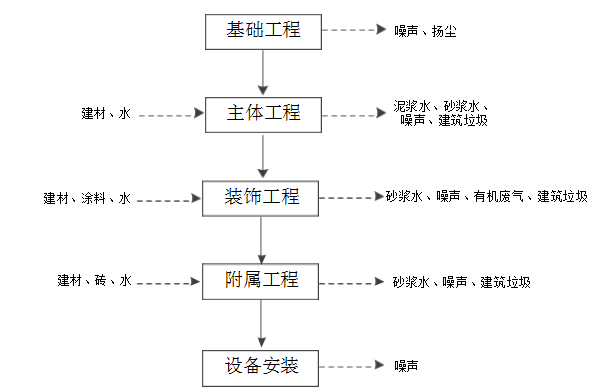 基础工程
噪声、扬尘
建材、水
主体工程
泥浆水、砂浆水、
噪声、建筑垃圾
建材、涂料、水
装饰工程
砂浆水、噪声、有机废气、建筑垃圾
建材、砖、水
附属工程
砂浆水、噪声、建筑垃圾
设备安装
噪声